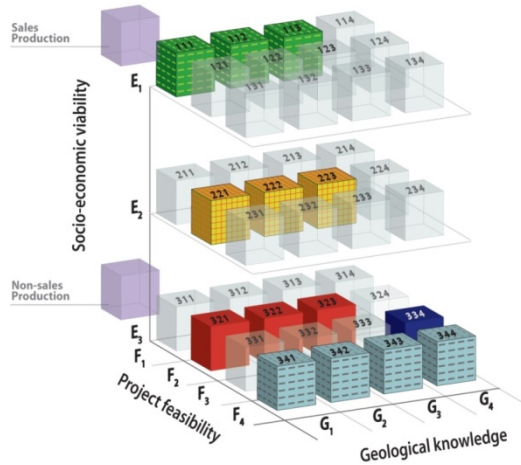 Sales
Production
114
113
112
111
124
123
122
121
134
133
132
131
E1
Socio-economic viability
214
213
212
211
224
223
222
221
234
233
232
231
E2
Non-sales
Production
314
313
312
311
324
323
322
321
334
333
332
331
344
343
342
341
E3
F1
F2
F3
F4
Project feasibility
G1
G2
G3
G4
Geological knowledge